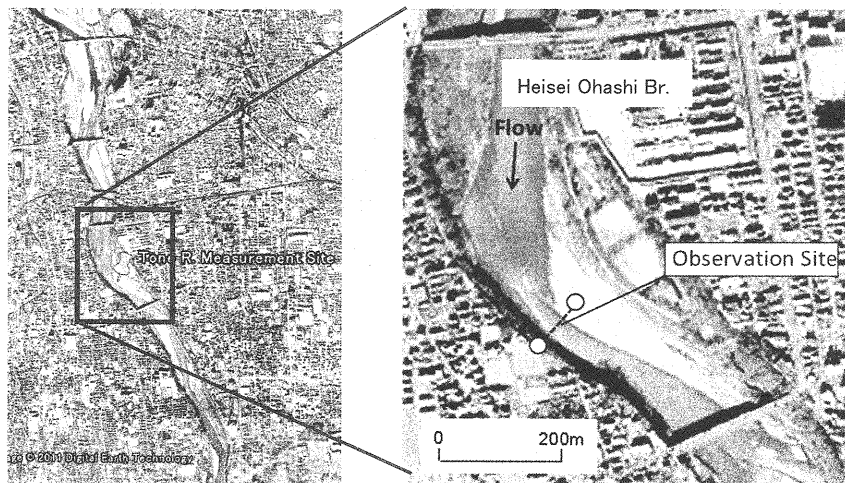 Tone R. Measurement Site
© 2011 Digital Earth Technology
Heisei Ohashi Br.
Flow
Observation Site
0 200m